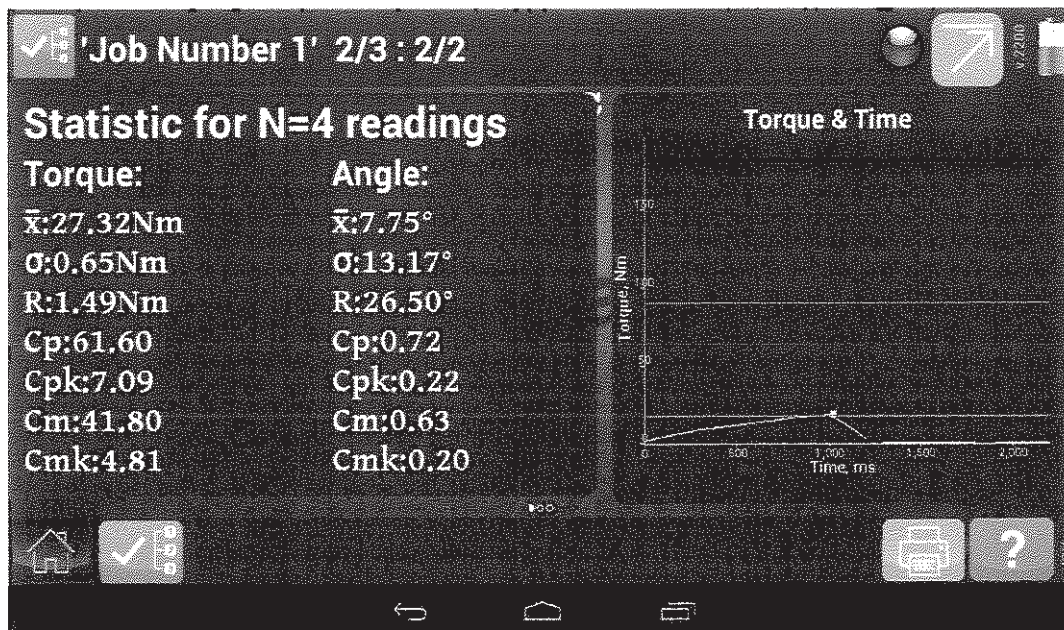 'Job Number 1' 2/3 : 2/2
Statistic for N=4 readings
Torque:
x̄:27.32Nm
σ:0.65Nm
R:1.49Nm
Cp:61.60
Cpk:7.09
Cm:41.80
Cmk:4.81
Angle:
x̄:7.75°
σ:13.17°
R:26.50°
Cp:0.72
Cpk:0.22
Cm:0.63
Cmk:0.20
Torque & Time
Torque, Nm
150
100
50
0
0 500 1,000 1,500 2,000
Time, ms
?